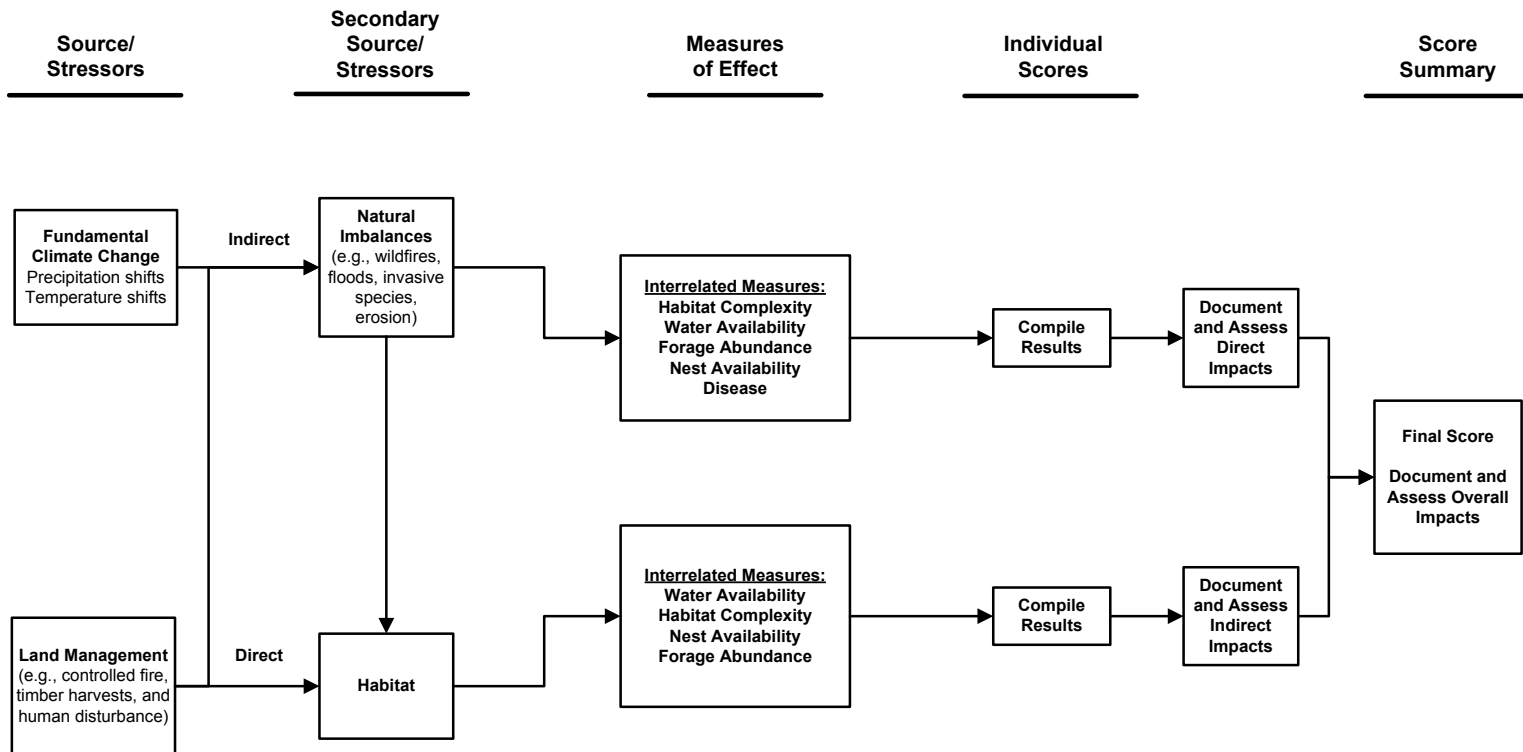 Source/
Stressors
Secondary
Source/
Stressors
Measures
of Effect
Individual
Scores
Score
Summary
Fundamental
Climate Change
Precipitation shifts
Temperature shifts
Indirect
Natural
Imbalances
(e.g., wildfires,
floods, invasive
species,
erosion)
Interrelated Measures:
Habitat Complexity
Water Availability
Forage Abundance
Nest Availability
Disease
Compile
Results
Document
and Assess
Direct
Impacts
Final Score
Document and
Assess Overall
Impacts
Land Management
(e.g., controlled fire,
timber harvests, and
human disturbance)
Direct
Habitat
Interrelated Measures:
Water Availability
Habitat Complexity
Nest Availability
Forage Abundance
Compile
Results
Document
and Assess
Indirect
Impacts